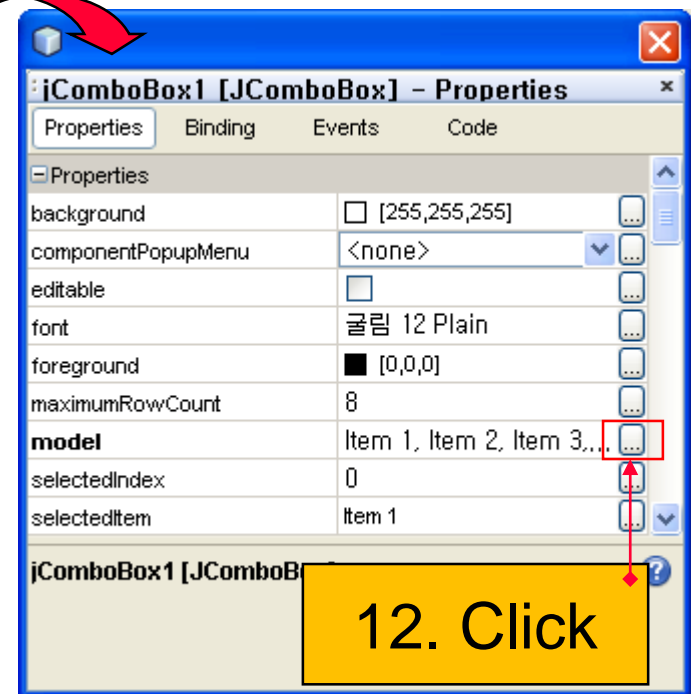 jComboBox1 [JComboBox] - Properties ×
Properties Binding Events Code
Properties
background [255,255,255] ...
componentPopupMenu <none> ...
editable ...
font 굴림 12 Plain ...
foreground [0,0,0] ...
maximumRowCount 8 ...
model Item 1, Item 2, Item 3,... ...
selectedIndex 0 ...
selectedItem Item 1 ...
jComboBox1 ?
12. Click